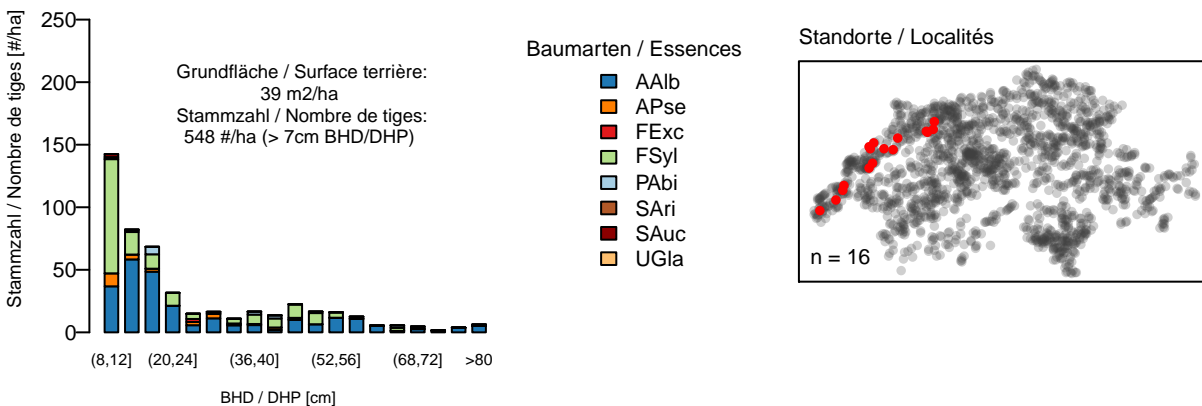 Stammzahl / Nombre de tiges [#/ha]
250
200
150
100
50
0
Grundfläche / Surface terrière:
39 m2/ha
Stammzahl / Nombre de tiges:
548 #/ha (> 7cm BHD/DHP)
(8,12]
(20,24]
(36,40]
(52,56]
(68,72]
>80
BHD / DHP [cm]
Baumarten / Essences
AAlb
APse
FExc
FSyl
PAbi
SAri
SAuc
UGla
Standorte / Localités
n = 16